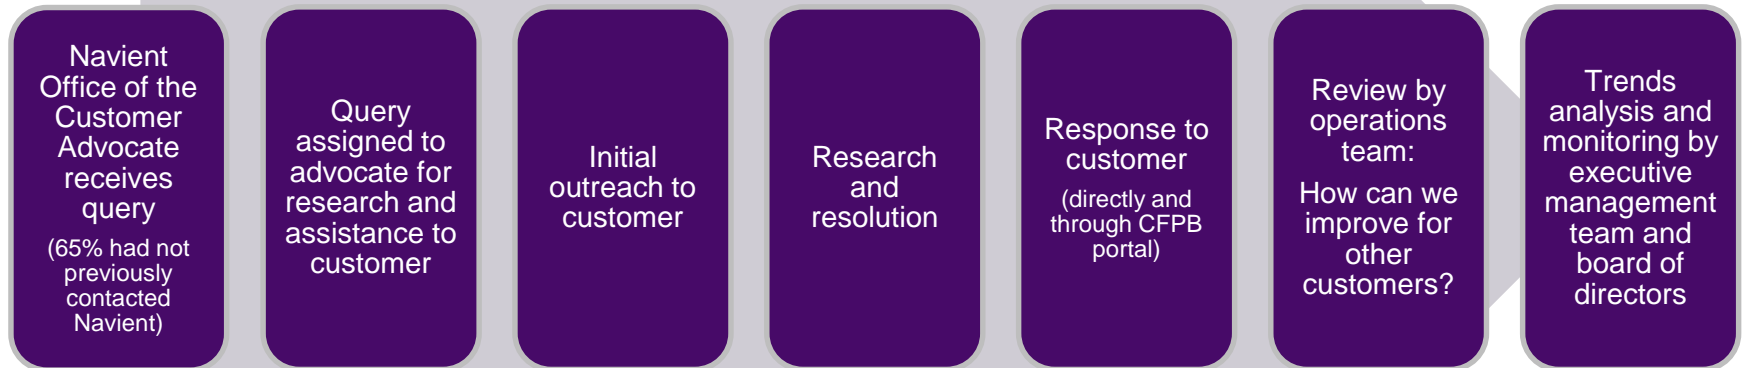 Navient
Office of the
Customer
Advocate
receives
query
(65% had not
previously
contacted
Navient)
Query
assigned to
advocate for
research and
assistance to
customer
Initial
outreach to
customer
Research
and
resolution
Response to
customer
(directly and
through CFPB
portal)
Review by
operations
team:
How can we
improve for
other
customers?
Trends
analysis and
monitoring by
executive
management
team and
board of
directors